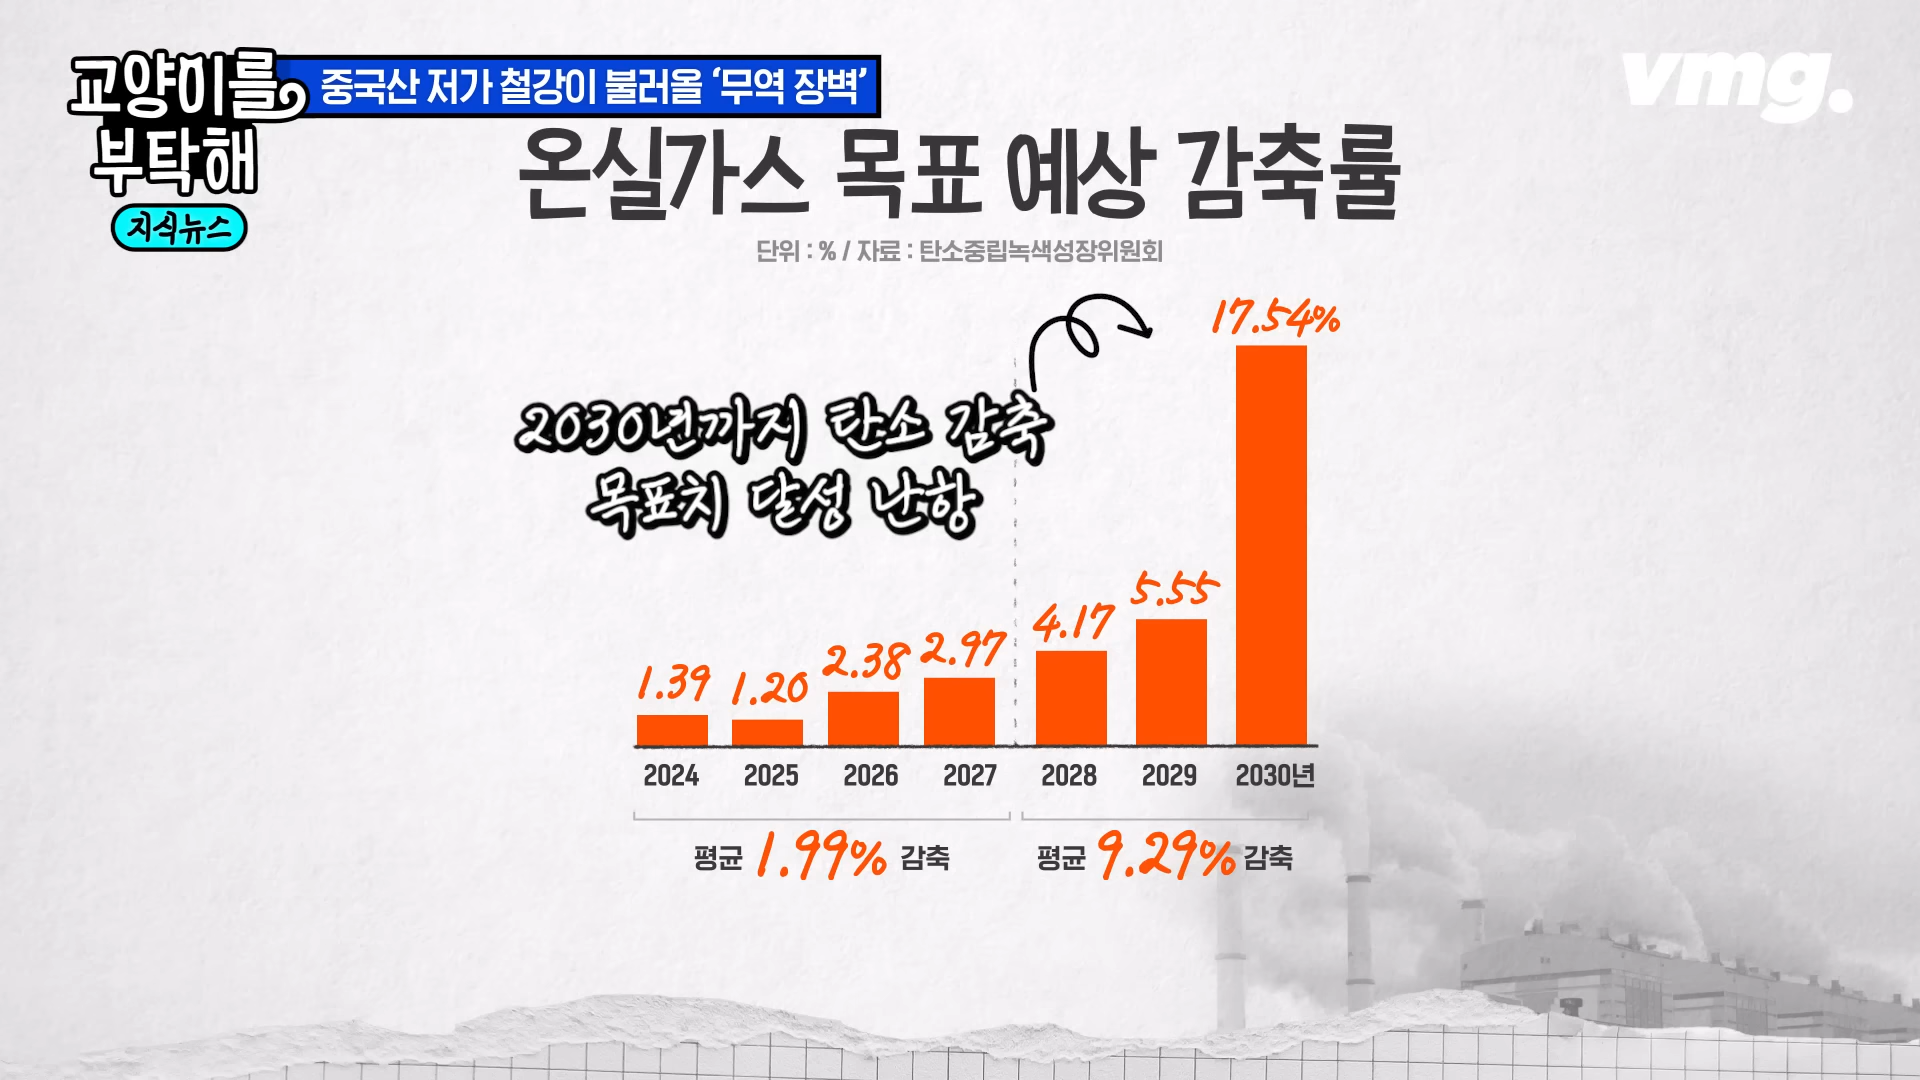 교양이를
부탁해
지식뉴스
중국산 저가 철강이 불러올 ‘무역 장벽’
vmg.
온실가스 목표 예상 감축률
단위 : % / 자료 : 탄소중립녹색성장위원회
2030년까지 탄소 감축
목표치 달성 난항
1.39 1.20 2.38 2.97 4.17 5.55 17.54%
2024 2025 2026 2027 2028 2029 2030년
평균 1.99% 감축 평균 9.29% 감축